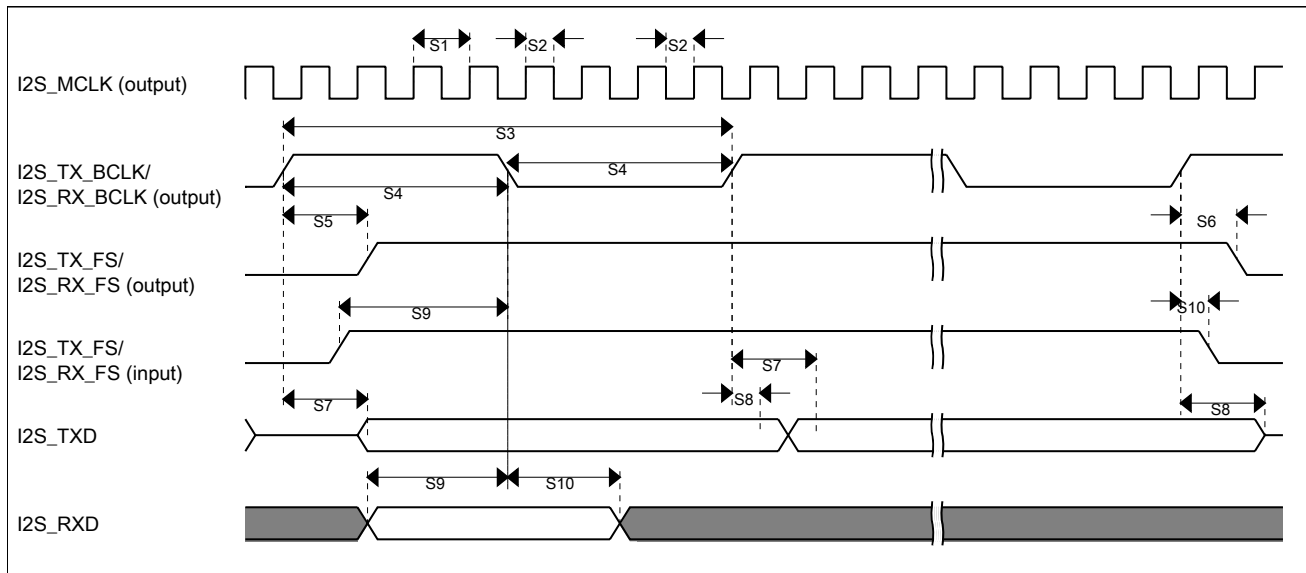 S1
S2
S2
I2S_MCLK (output)
S3
I2S_TX_BCLK/
I2S_RX_BCLK (output)
S4
S4
S5
S6
I2S_TX_FS/
I2S_RX_FS (output)
S9
S10
I2S_TX_FS/
I2S_RX_FS (input)
S7
S7
S8
S8
I2S_TXD
S9
S10
I2S_RXD